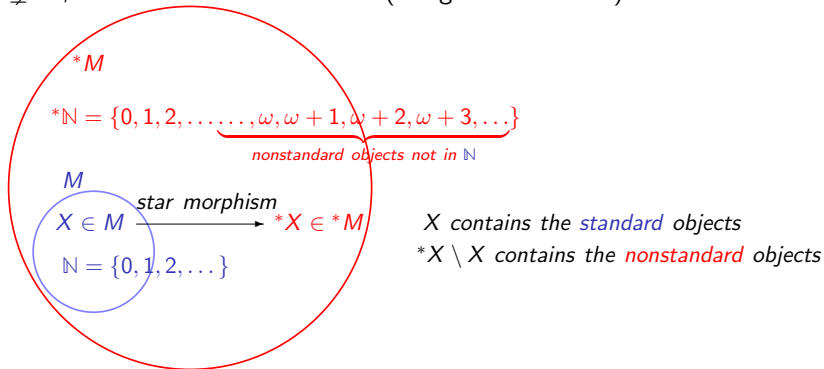 *M
*ℕ = {0, 1, 2, . . . . . . , ω, ω + 1, ω + 2, ω + 3, . . .}
nonstandard objects not in ℕ
M
star morphism
X ∈ M *X ∈ *M X contains the standard objects
ℕ = {0, 1, 2, . . . } *X \ X contains the nonstandard objects